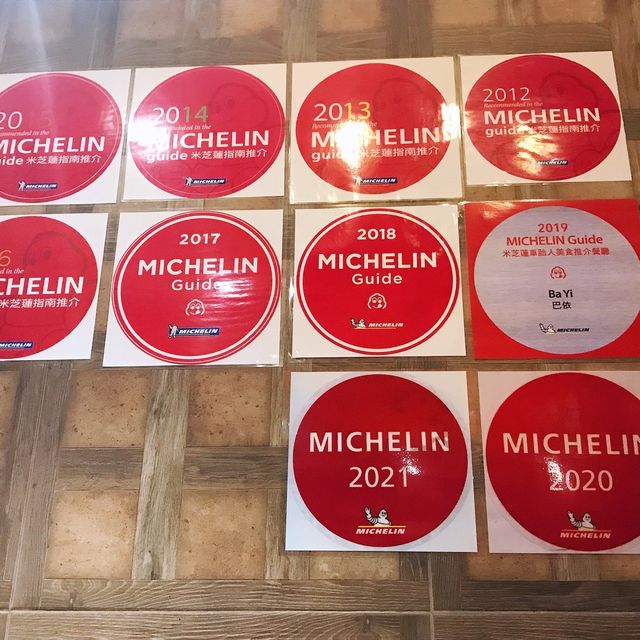 20
commended in the
MICHELIN
guide 米芝蓮指南推介
MICHELIN
2014
mmended in the
MICHELIN
guide 米芝蓮指南推介
MICHELIN
2013
Recommended in the
MICHELIN
guide 米芝蓮指南推介
MICHELIN
2012
Recommended in the
MICHELIN
guide 米芝蓮指南推介
MICHELIN
6
d in the
CHELIN
米芝蓮指南推介
MICHELIN
2017
MICHELIN
Guide
MICHELIN
2018
MICHELIN
Guide
MICHELIN
2019
MICHELIN Guide
米芝蓮車胎人美食推介餐廳
Ba Yi
巴依
MICHELIN
MICHELIN
2021
MICHELIN
MICHELIN
2020
MICHELIN